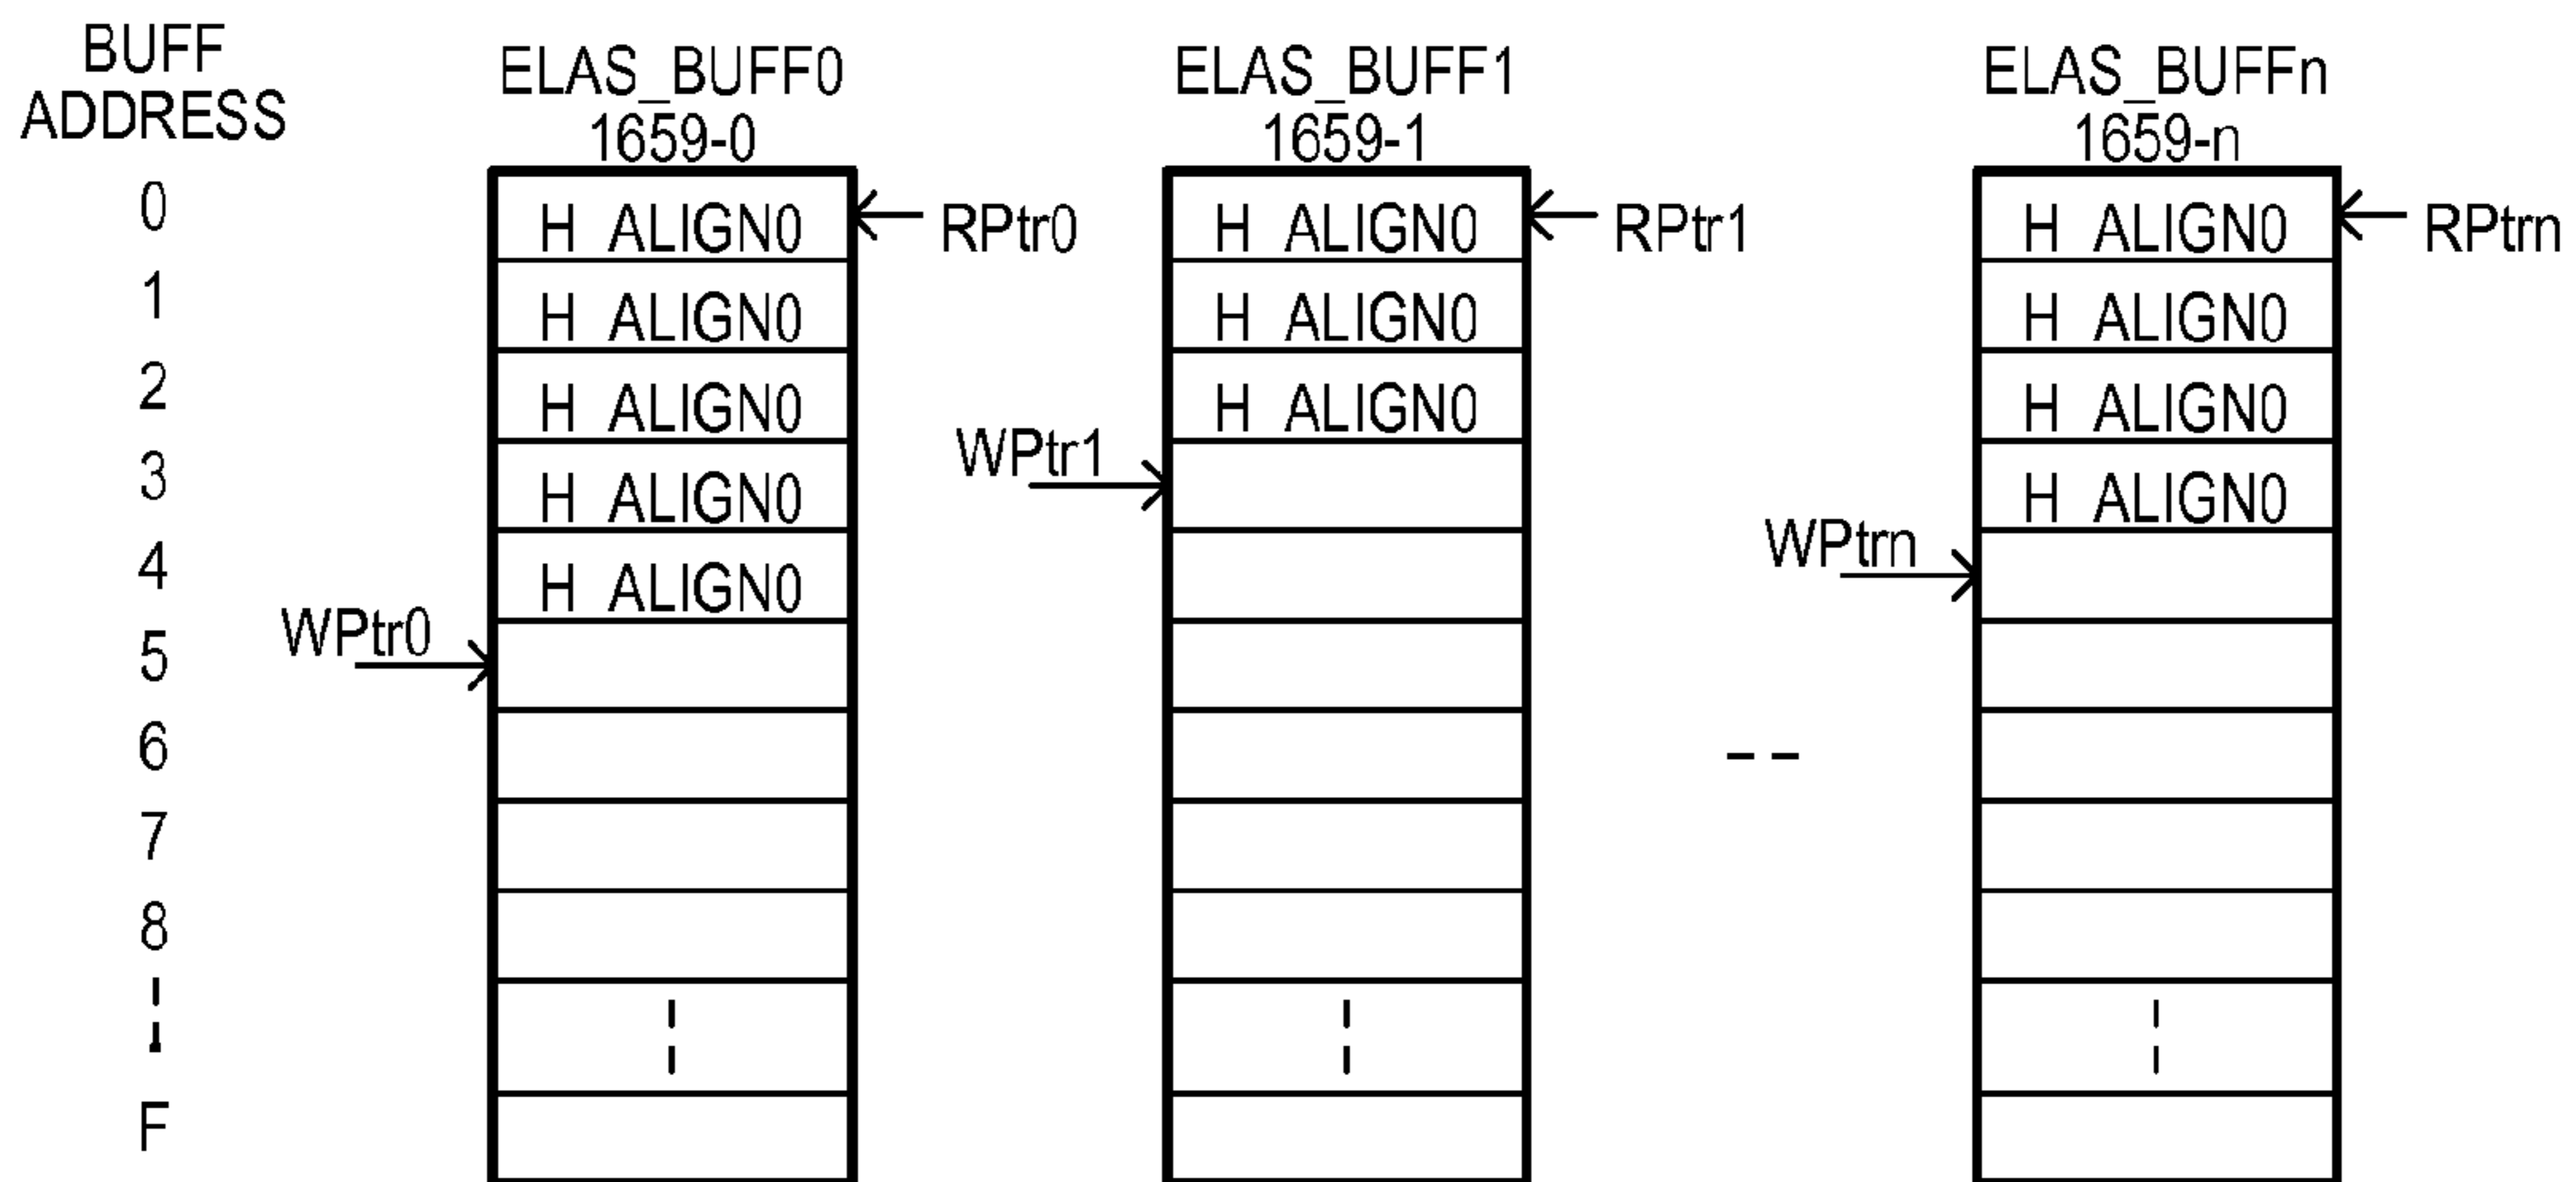 BUFF
ADDRESS
ELAS_BUFF0
1659-0
ELAS_BUFF1
1659-1
ELAS_BUFFn
1659-n
0 H ALIGN0 RPtr0 H ALIGN0 RPtr1 H ALIGN0 RPtrn
1 H ALIGN0 H ALIGN0 H ALIGN0
2 H ALIGN0 H ALIGN0 H ALIGN0
3 H ALIGN0 WPtr1 H ALIGN0
4 H ALIGN0 WPtrn
5 WPtr0
6
7
8
F